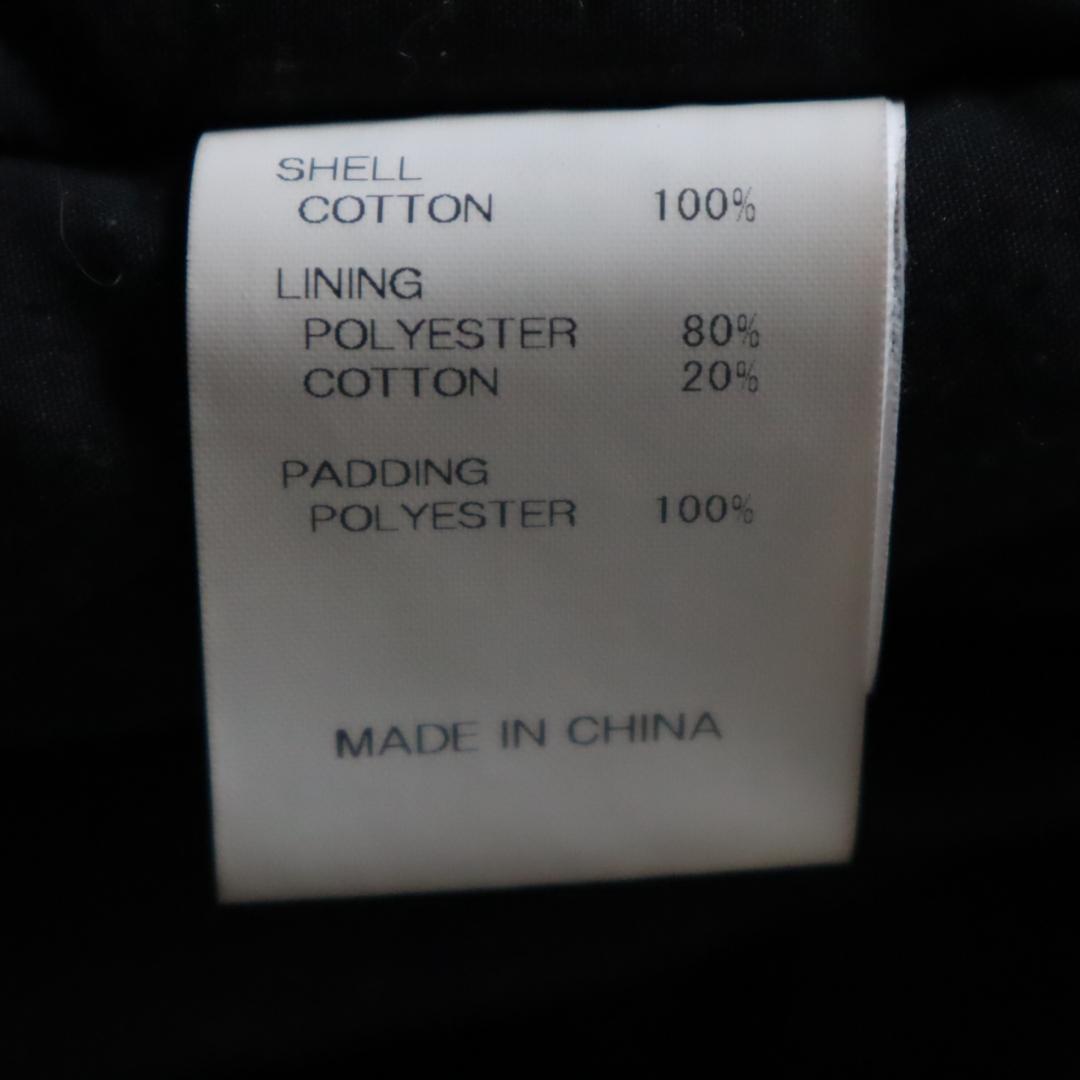 SHELL
COTTON 100%
LINING
POLYESTER 80%
COTTON 20%
PADDING
POLYESTER 100%
MADE IN CHINA